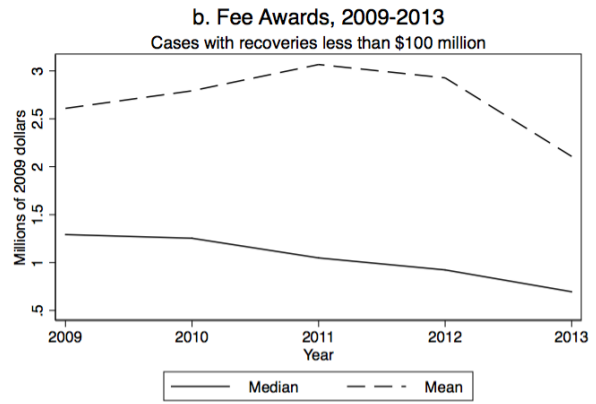 b. Fee Awards, 2009-2013
Cases with recoveries less than $100 million
Millions of 2009 dollars
3
2.5
2
1.5
1
.5
2009 2010 2011 2012 2013
Year
Median Mean